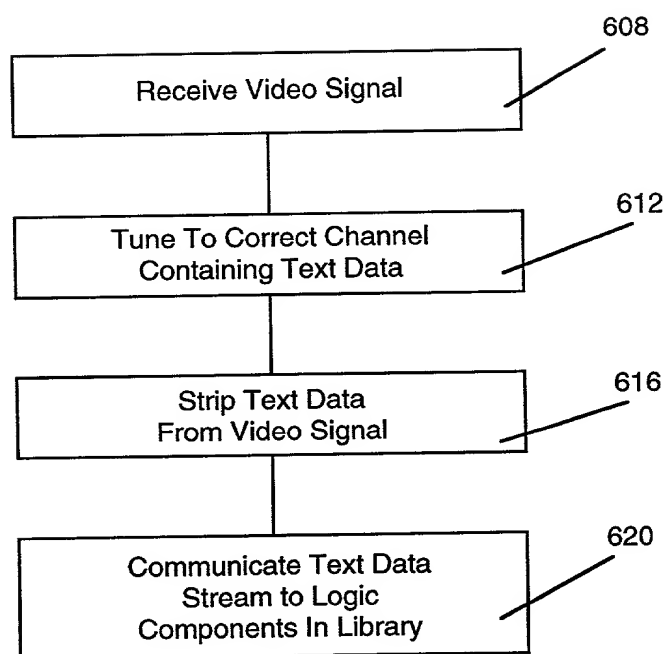 608
Receive Video Signal
612
Tune To Correct Channel
Containing Text Data
616
Strip Text Data
From Video Signal
620
Communicate Text Data
Stream to Logic
Components In Library